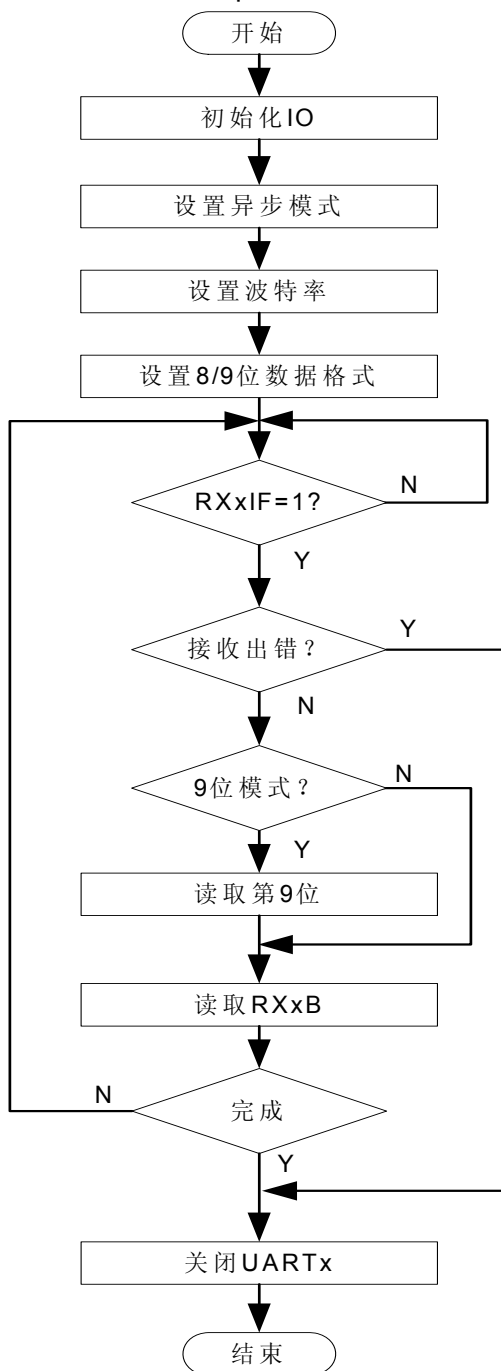 开始
初始化IO
设置异步模式
设置波特率
设置8/9位数据格式
RXxIF=1?
N
Y
接收出错？
Y
N
9位模式？
N
Y
读取第9位
读取RXxB
N
完成
Y
关闭UARTx
结束